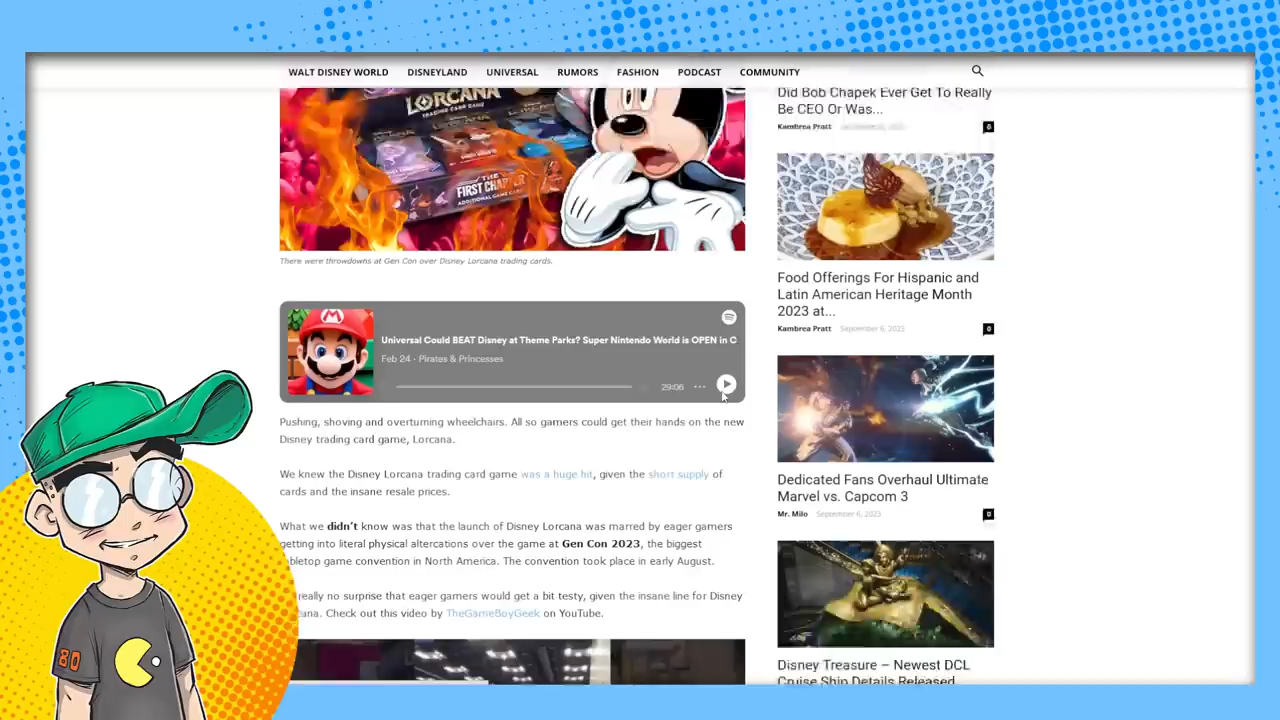 WALT DISNEY WORLD DISNEYLAND UNIVERSAL RUMORS FASHION PODCAST COMMUNITY
LORCANA
TRADING CARD GAME
THE
FIRST CHAP
ADDITIONAL GAME CAR
There were throwdowns at Gen Con over Disney Lorcana trading cards.
Universal Could BEAT Disney at Theme Parks? Super Nintendo World is OPEN in C
Feb 24 · Pirates & Princesses
29:06
Pushing, shoving and overturning wheelchairs. All so gamers could get their hands on the new
Disney trading card game, Lorcana.
We knew the Disney Lorcana trading card game was a huge hit, given the short supply of
cards and the insane resale prices.
What we didn't know was that the launch of Disney Lorcana was marred by eager gamers
getting into literal physical altercations over the game at Gen Con 2023, the biggest
bletop game convention in North America. The convention took place in early August.
really no surprise that eager gamers would get a bit testy, given the insane line for Disney
cana. Check out this video by TheGameBoyGeek on YouTube.
Did Bob Chapek Ever Get To Really
Be CEO Or Was...
Kambrea Pratt
0
Food Offerings For Hispanic and
Latin American Heritage Month
2023 at...
Kambrea Pratt September 6, 2023 0
Dedicated Fans Overhaul Ultimate
Marvel vs. Capcom 3
Mr. Milo September 6, 2023 0
Disney Treasure – Newest DCL
Cruise Ship Details Released
M
80